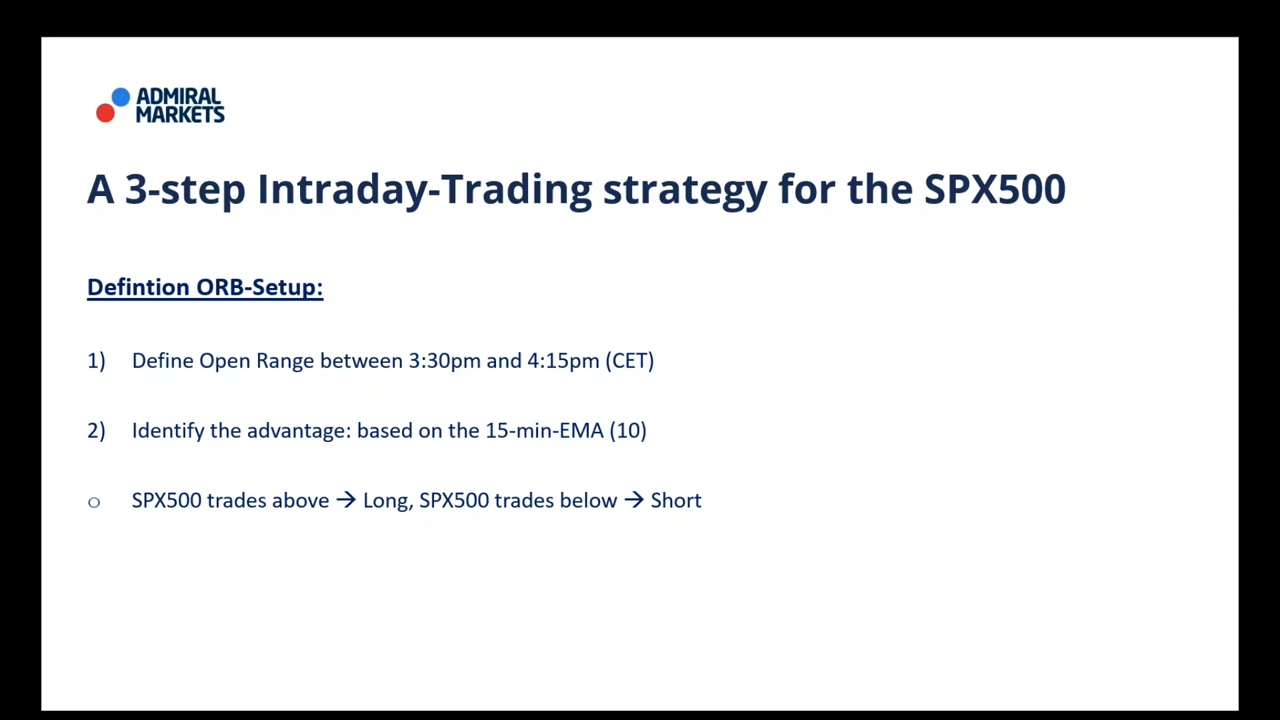 ADMIRAL
MARKETS
A 3-step Intraday-Trading strategy for the SPX500
Defintion ORB-Setup:
1) Define Open Range between 3:30pm and 4:15pm (CET)
2) Identify the advantage: based on the 15-min-EMA (10)
○ SPX500 trades above → Long, SPX500 trades below → Short